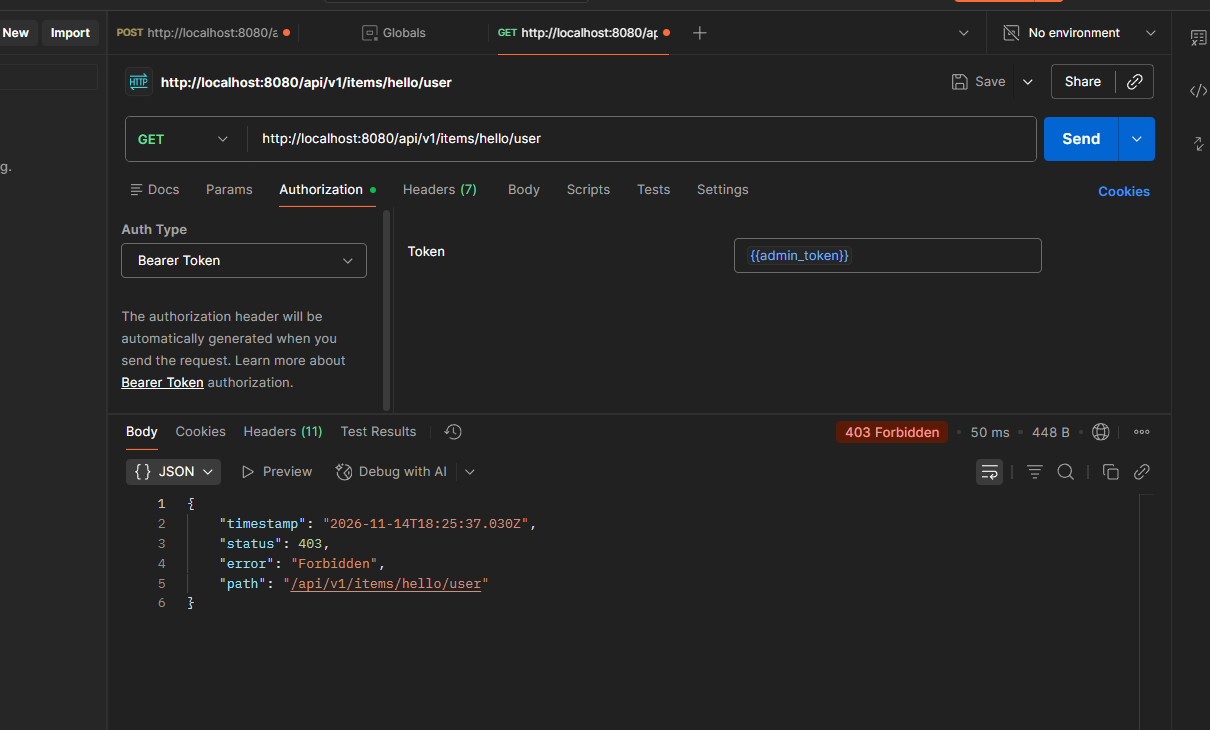 New
Import
POST http://localhost:8080/a
Globals
GET http://localhost:8080/ap
No environment
HTTP http://localhost:8080/api/v1/items/hello/user
Save
Share
g.
GET
http://localhost:8080/api/v1/items/hello/user
Send
Docs
Params
Authorization
Headers (7)
Body
Scripts
Tests
Settings
Cookies
Auth Type
Bearer Token
The authorization header will be
automatically generated when you
send the request. Learn more about
Bearer Token authorization.
Token
{{admin_token}}
Body
Cookies
Headers (11)
Test Results
403 Forbidden
50 ms
448 B
{} JSON
Preview
Debug with AI
1 {
2 "timestamp": "2026-11-14T18:25:37.030Z",
3 "status": 403,
4 "error": "Forbidden",
5 "path": "/api/v1/items/hello/user"
6 }